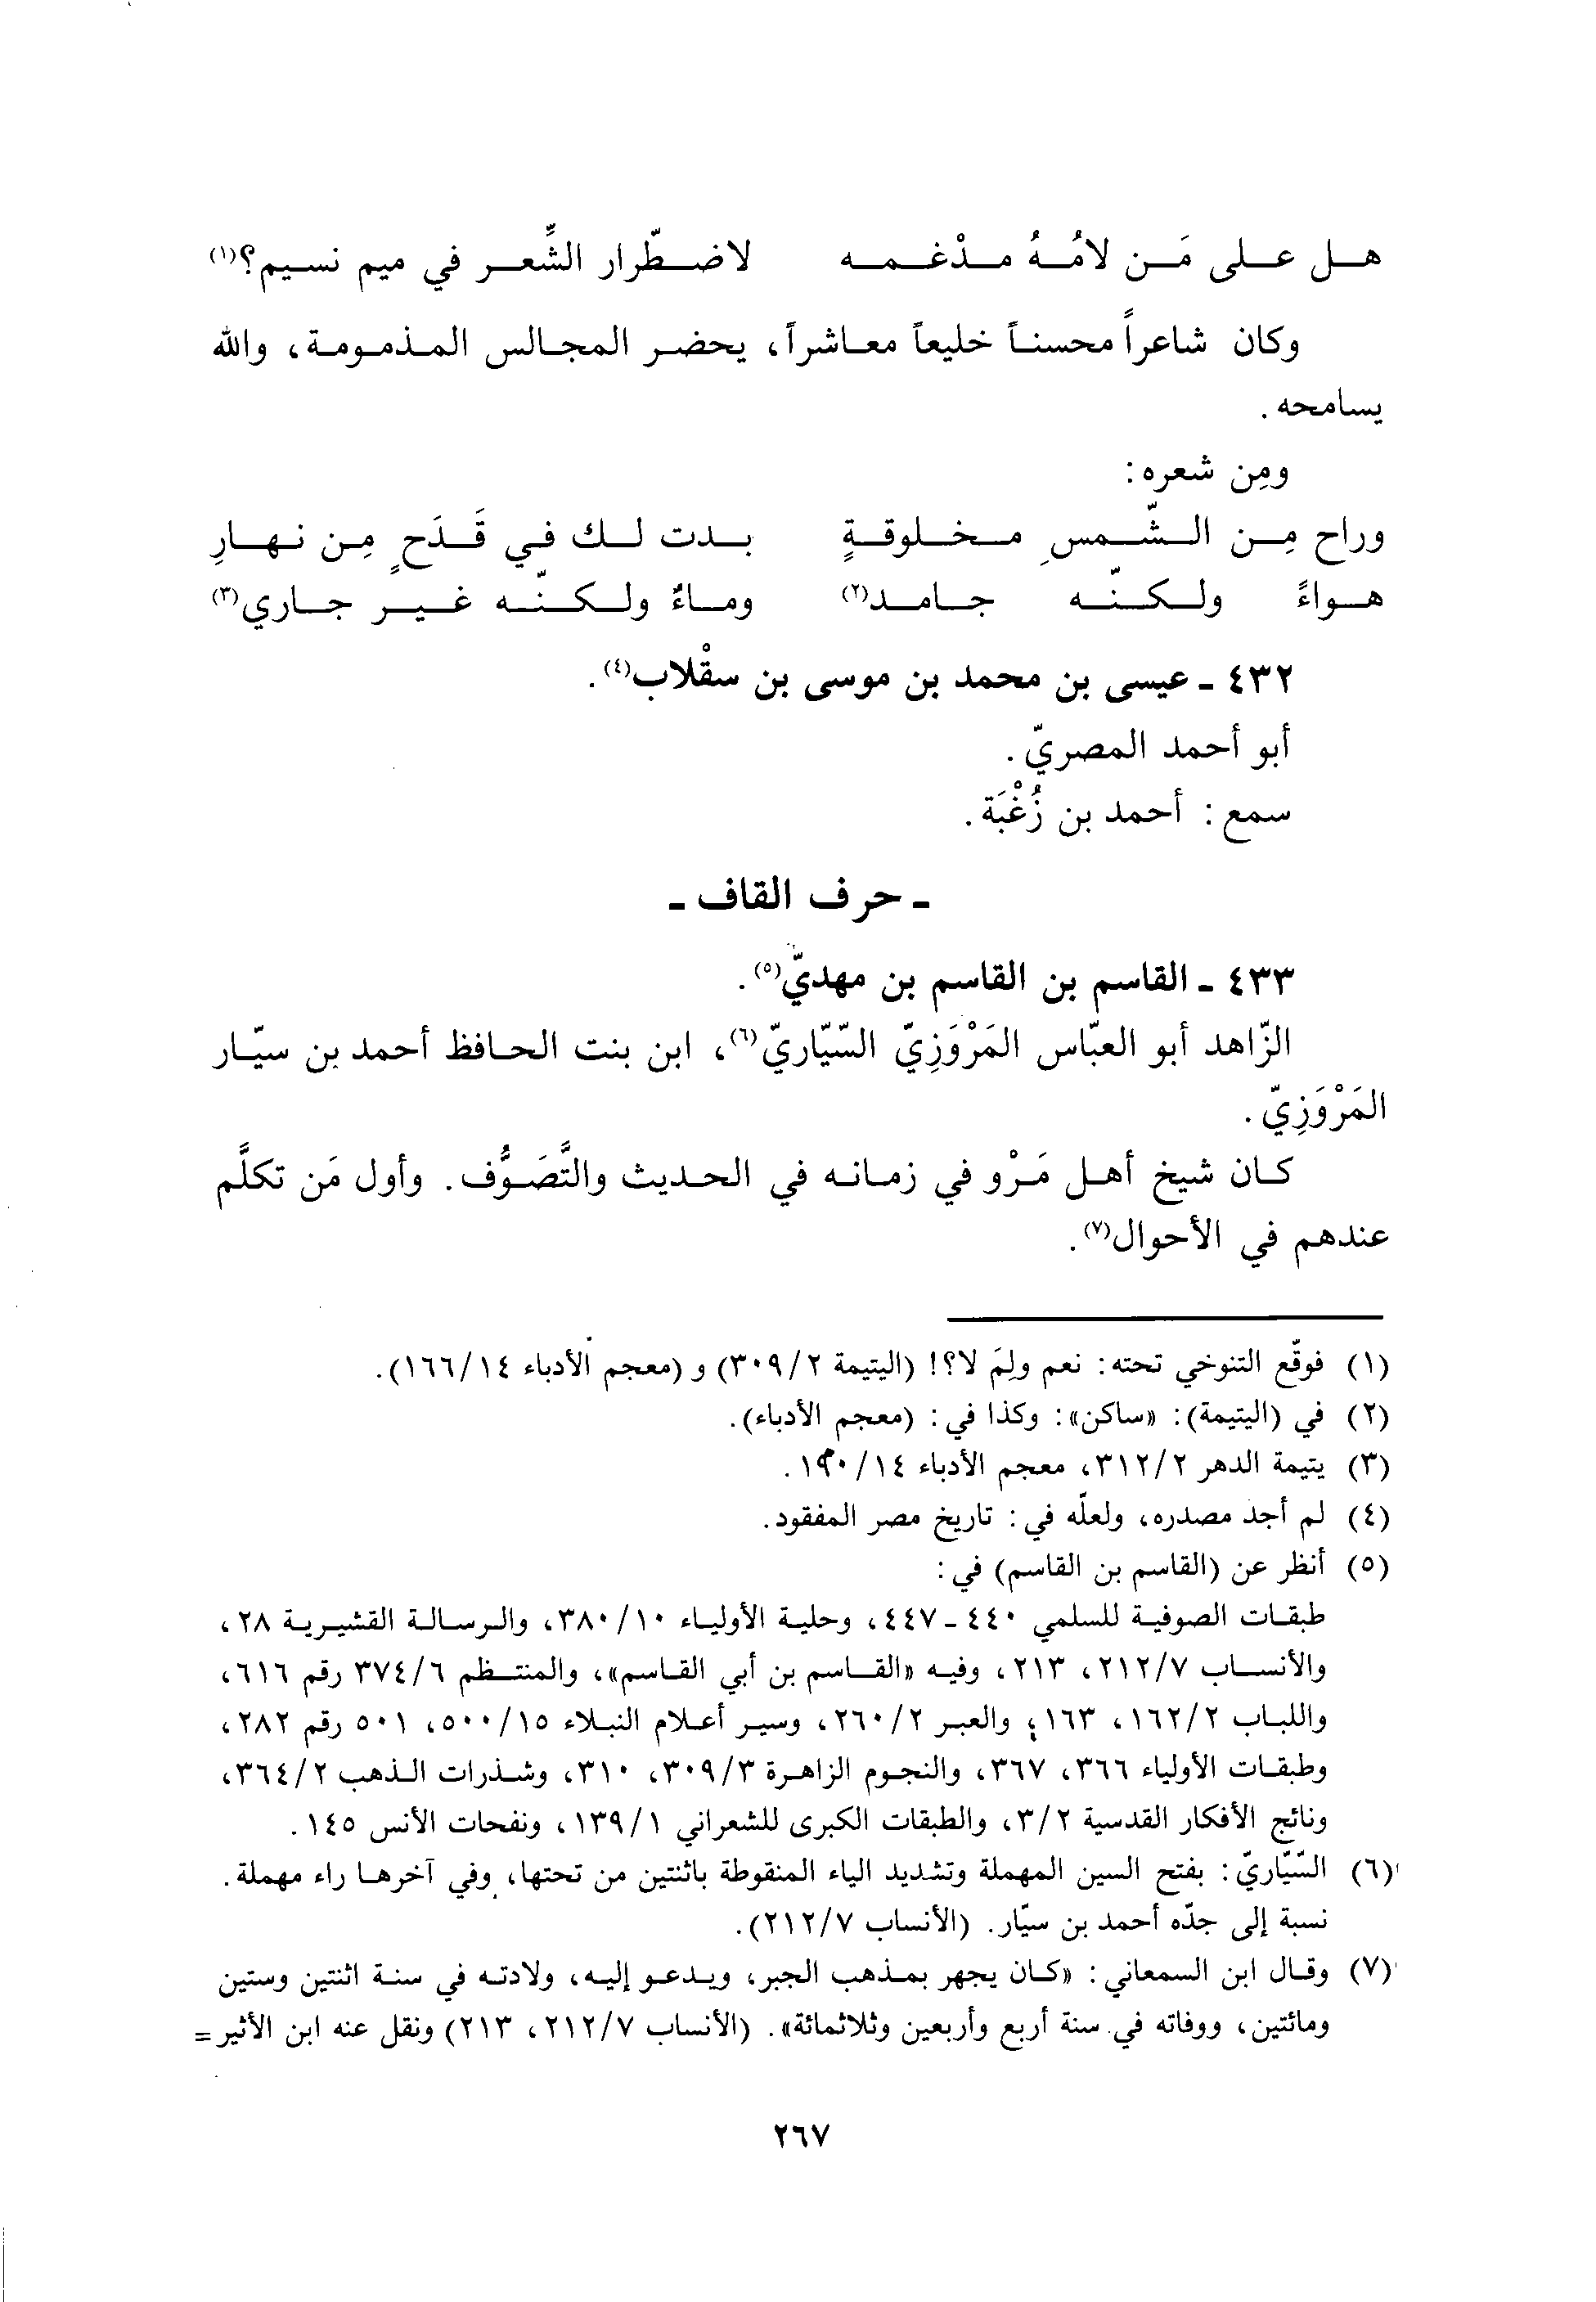 هل على مَن لامُهُ مدْغمه لاضطّرار الشِّعر في ميم نسيم؟(١)
وكان شاعراً محسناً خليعاً معاشراً، يحضر المجالس المذمومة، والله
يسامحه.
ومِن شعره:
وراح مِن الشّمسِ مخلوقةٍ بدت لك في قَدَحٍ مِن نهارِ
هواءً ولكنّه جامد(٢) وماءٌ ولكنّه غير جاري(٣)
٤٣٢ - عيسى بن محمد بن موسى بن سقْلاب(٤).
أبو أحمد المصريّ.
سمع: أحمد بن زُغْبَة.
- حرف القاف -
٤٣٣ - القاسم بن القاسم بن مهديّ(٥).
الزّاهد أبو العبّاس المَرْوَزِيّ السّيّاريّ(٦)، ابن بنت الحافظ أحمد بن سيّار
المَرْوَزِيّ.
كان شيخ أهل مَرْو في زمانه في الحديث والتَّصَوُّف. وأول مَن تكلَّم
عندهم في الأحوال(٧).
(١) فوقّع التنوخي تحته: نعم ولِمَ لا؟! (اليتيمة ٣٠٩/٢) و (معجم الأدباء ١٦٦/١٤).
(٢) في (اليتيمة): «ساكن»: وكذا في: (معجم الأدباء).
(٣) يتيمة الدهر ٣١٢/٢، معجم الأدباء ١٤/
(٤) لم أجد مصدره، ولعلّه في: تاريخ مصر المفقود.
(٥) أنظر عن (القاسم بن القاسم) في:
طبقات الصوفية للسلمي ٤٤٠ - ٤٤٧، وحلية الأولياء ٣٨٠/١٠، والرسالة القشيرية ٢٨،
والأنساب ٢١٢/٧، ٢١٣، وفيه «القاسم بن أبي القاسم»، والمنتظم ٣٧٤/٦ رقم ٦١٦،
واللباب ١٦٢/٢، ١٦٣، والعبر ٢٦٠/٢، وسير أعلام النبلاء ٥٠٠/١٥، ٥٠١ رقم ٢٨٢،
وطبقات الأولياء ٣٦٦، ٣٦٧، والنجوم الزاهرة ٣٠٩/٣، ٣١٠، وشذرات الذهب ٣٦٤/٢،
ونائج الأفكار القدسية ٣/٢، والطبقات الكبرى للشعراني ١٣٩/١، ونفحات الأنس ١٤٥.
(٦) السّيّاريّ: بفتح السين المهملة وتشديد الياء المنقوطة باثنتين من تحتها، وفي آخرها راء مهملة.
نسبة إلى جدّه أحمد بن سيّار. (الأنساب ٢١٢/٧).
(٧) وقال ابن السمعاني: «كان يجهر بمذهب الجبر، ويدعو إليه، ولادته في سنة اثنتين وستين
ومائتين، ووفاته في سنة أربع وأربعين وثلاثمائة». (الأنساب ٢١٢/٧، ٢١٣) ونقل عنه ابن الأثير =
٢٦٧